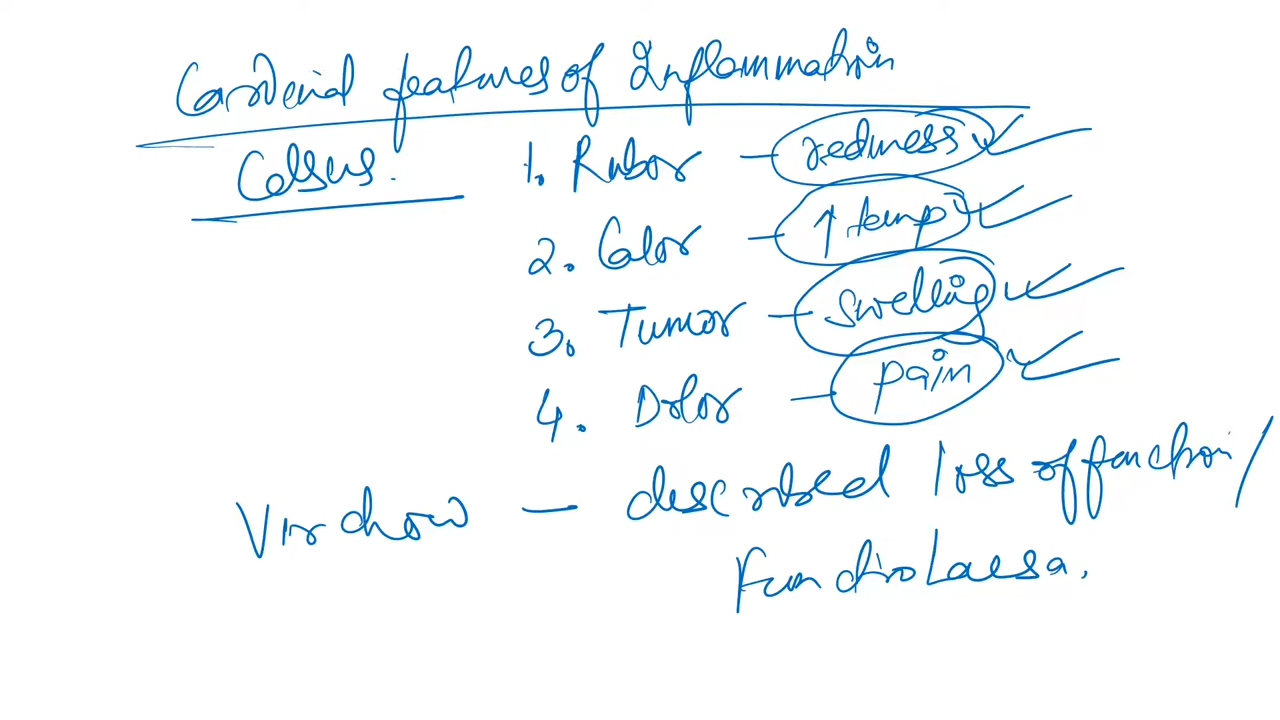 Cardinal features of Inflammation
Celsus.
1. Rubor – redness
2. Calor – ↑ temp
3. Tumor – swelling
4. Dolor – pain
Virchow – described loss of function/
Functio Laesa.